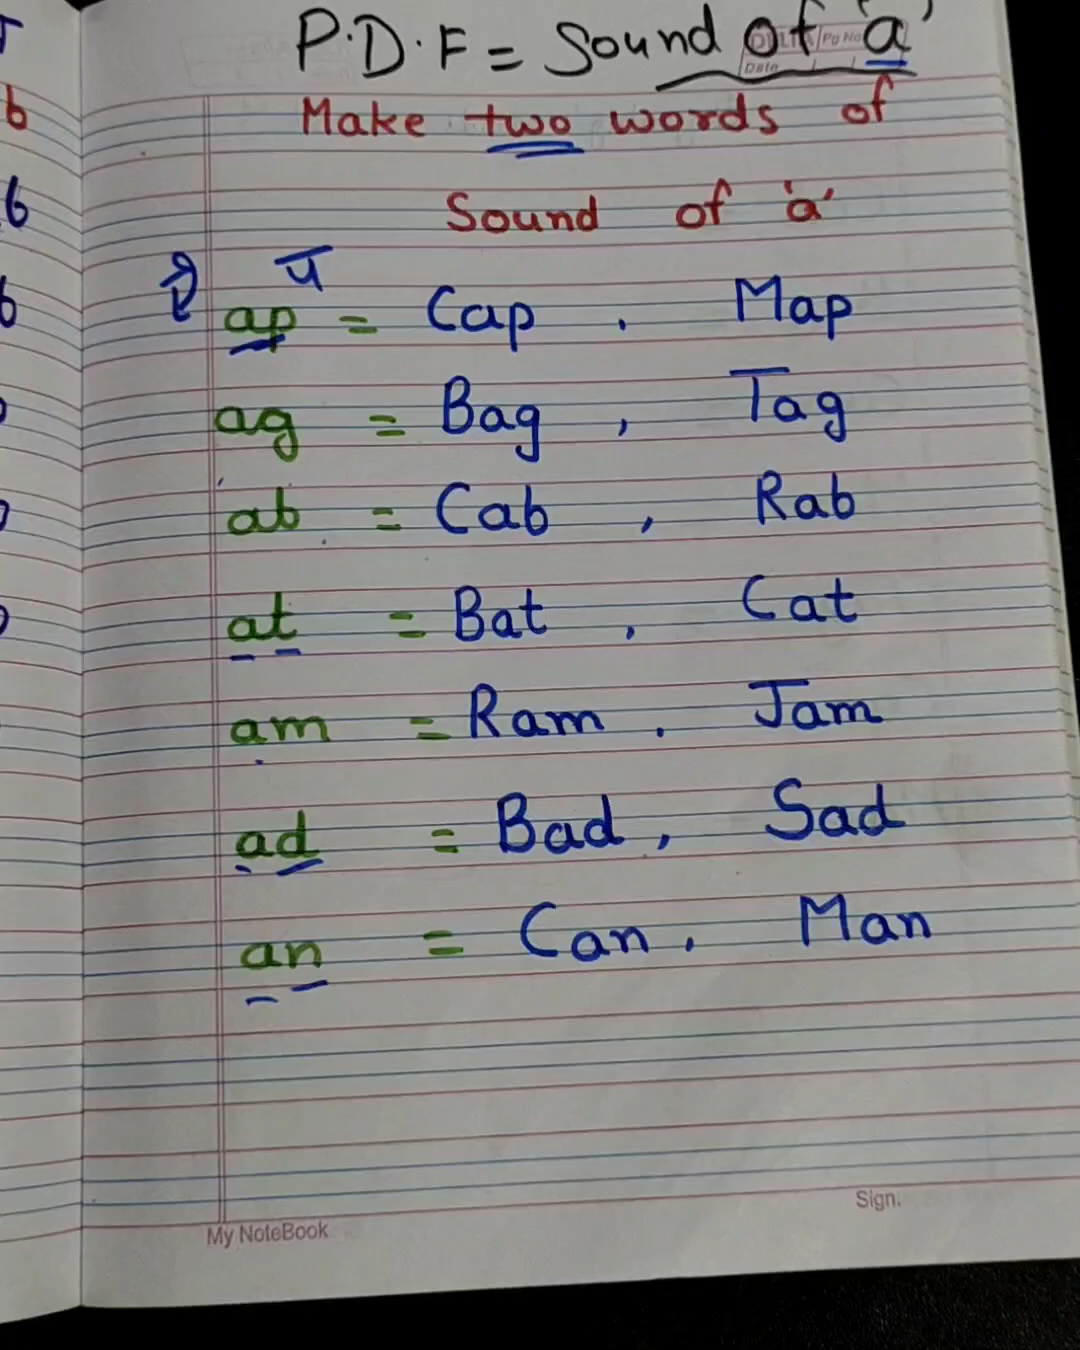 P.D.F = Sound of 'a'
Make two words of
Sound of 'a'
ऐ प
ap = Cap , Map
ag = Bag , Tag
ab = Cab , Rab
at = Bat , Cat
am = Ram , Jam
ad = Bad , Sad
an = Can , Man
Sign.
My NoteBook